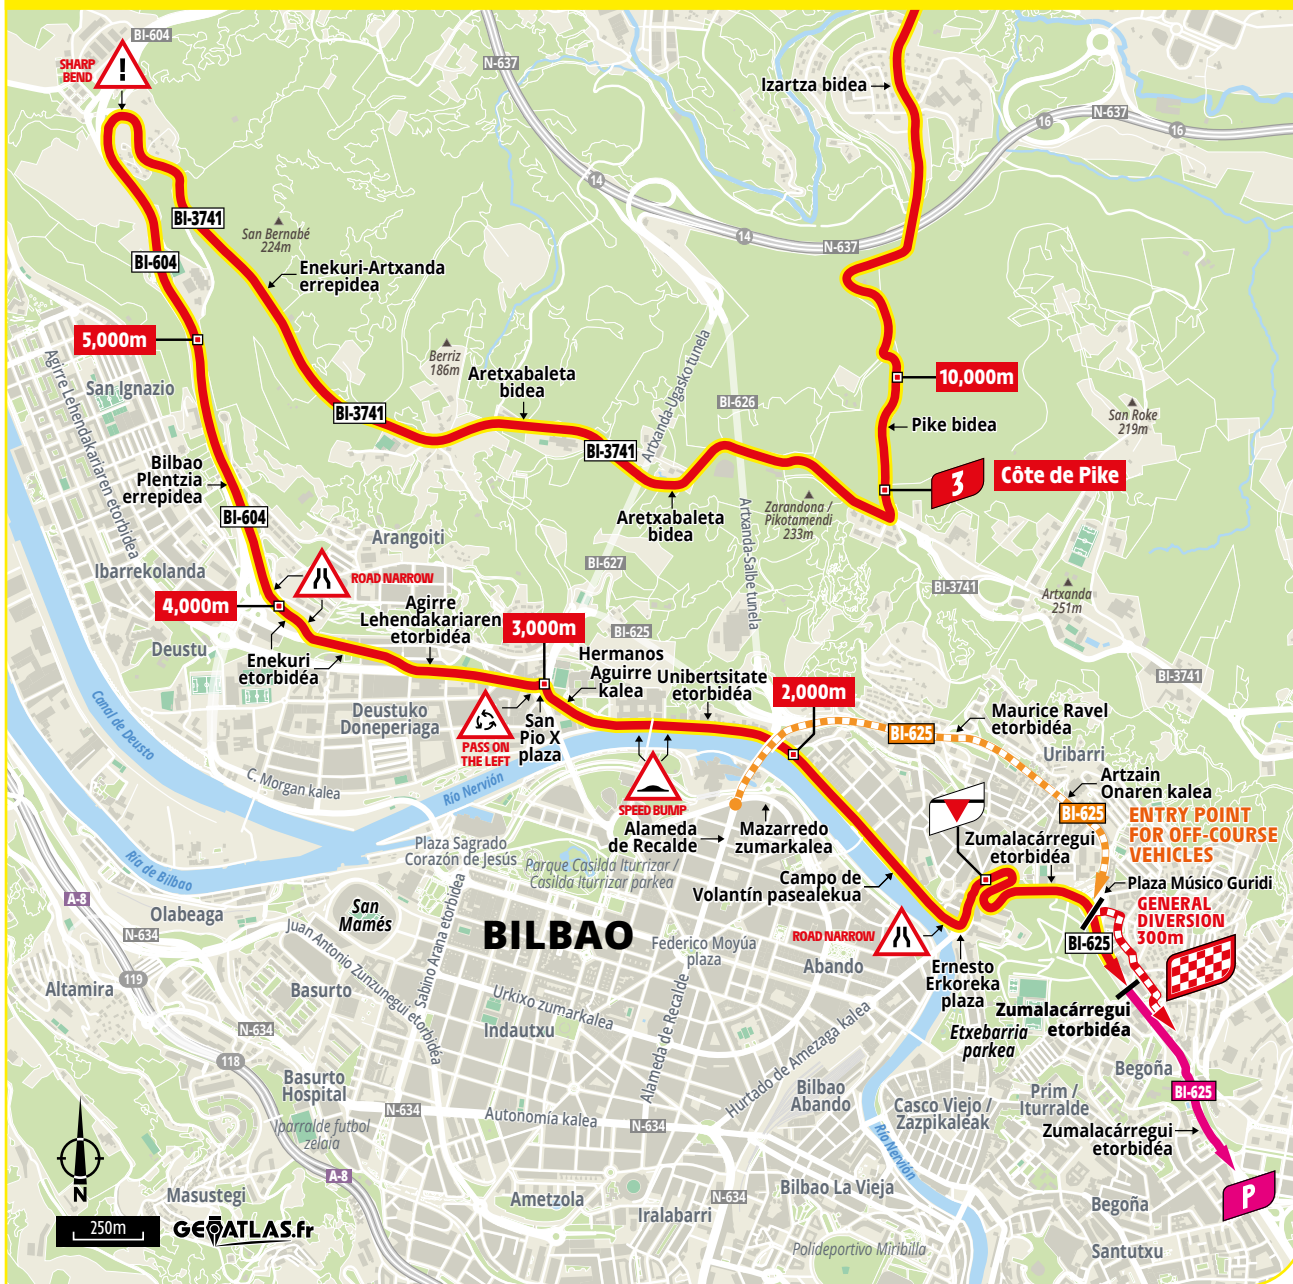 BI-604
SHARP
BEND
!
N-637
Izartza bidea
16
N-637
16
14
14
N-637
BI-3741
San Bernabé
224m
BI-604
Enekuri-Artxanda
errepidea
5,000m
Agirre Lehendakariaren etorbidea
San Ignazio
Berriz
186m
Aretxabaleta
bidea
Artxanda-Ugasko tunela
BI-626
10,000m
San Roke
219m
BI-3741
Pike bidea
BI-3741
Bilbao
Plentzia
errepidea
3
Côte de Pike
BI-604
Aretxabaleta
bidea
Artxanda-Salbe tunela
Zarandona /
Pikotamendi
233m
Arangoiti
BI-627
BI-3741
Ibarrekolanda
ROAD NARROW
Artxanda
251m
4,000m
Agirre
Lehendakariaren
etorbidéa
3,000m
BI-625
Deustu
Enekuri
etorbidéa
Hermanos
Aguirre
kalea
Unibertsitate
etorbidéa
2,000m
BI-3741
Canal de Deusto
Deustuko
Doneperiaga
PASS ON
THE LEFT
San
Pio X
plaza
Maurice Ravel
etorbidéa
BI-625
Uribarri
C. Morgan kalea
Río Nervión
SPEED BUMP
Artzain
Onaren kalea
BI-625
ENTRY POINT
FOR OFF-COURSE
VEHICLES
Alameda
de Recalde
Mazarredo
zumarkalea
Zumalacárregui
etorbidéa
Plaza Sagrado
Corazón de Jesús
Parque Casilda Iturrizar /
Casilda Iturrizar parkea
Ría de Bilbao
Campo de
Volantín pasealekua
Plaza Músico Guridi
A-8
Olabeaga
San
Mamés
BILBAO
GENERAL
DIVERSION
300m
N-634
Juan Antonio Zunzunegui etorbidéa
Sabino Arana etorbidea
Federico Moyúa
plaza
ROAD NARROW
BI-625
Abando
Ernesto
Erkoreka
plaza
119
Altamira
Basurto
Urkixo zumarkalea
Alameda de Recalde
Zumalacárregui
etorbidéa
N-634
Indautxu
Hurtado de Amezaga kalea
Etxebarria
parkea
118
Begoña
Basurto
Hospital
Bilbao
Abando
Casco Viejo /
Zazpikaleak
Prim /
Iturralde
BI-625
N-634
Autonomía kalea
N-634
Iparralde futbol
zelaia
Río Nervión
Zumalacárregui
etorbidéa
N
A-8
Masustegi
Ametzola
N-634
Bilbao La Vieja
P
250m
GEOATLAS.fr
Iralabarri
Begoña
Polideportivo Miribilla
Santutxu